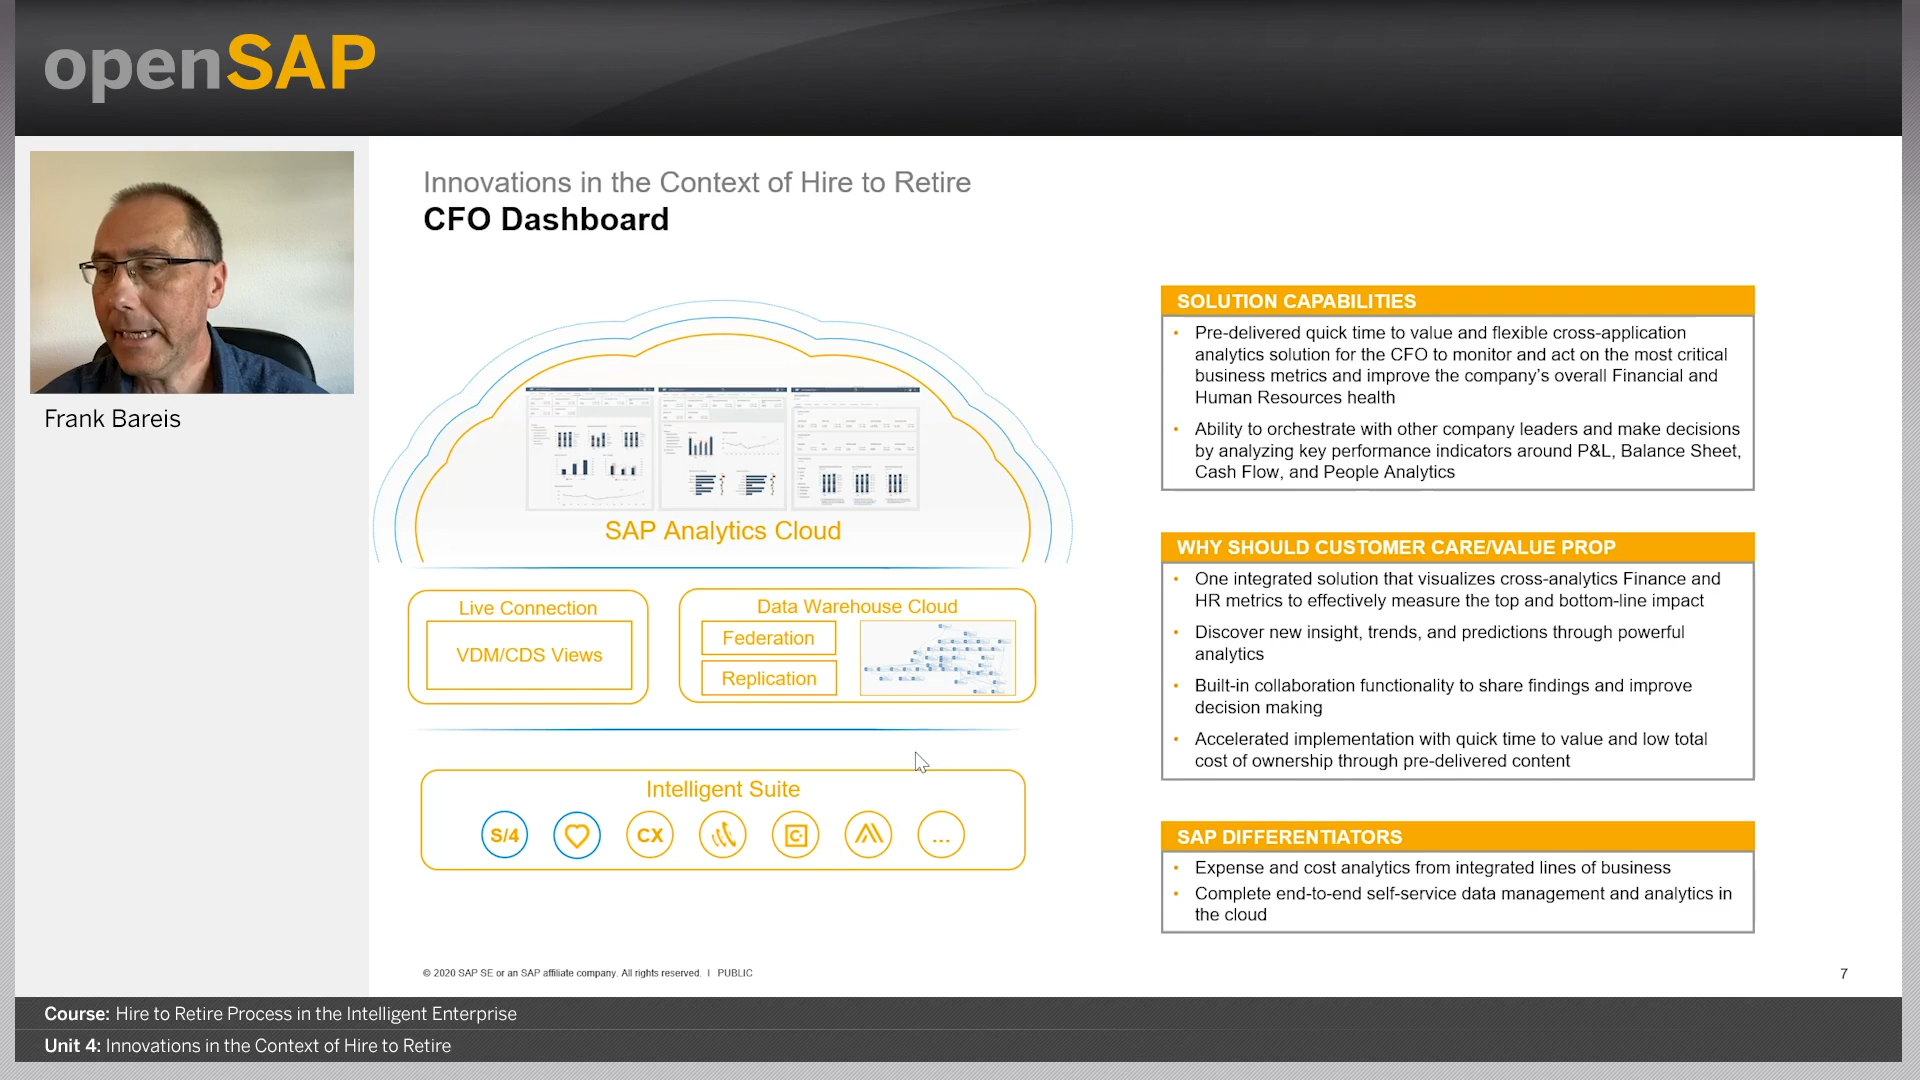 openSAP
Frank Bareis
Innovations in the Context of Hire to Retire
CFO Dashboard
SAP Analytics Cloud
Live Connection
VDM/CDS Views
Data Warehouse Cloud
Federation
Replication
Intelligent Suite
S/4
CX
...
SOLUTION CAPABILITIES
• Pre-delivered quick time to value and flexible cross-application
analytics solution for the CFO to monitor and act on the most critical
business metrics and improve the company’s overall Financial and
Human Resources health
• Ability to orchestrate with other company leaders and make decisions
by analyzing key performance indicators around P&L, Balance Sheet,
Cash Flow, and People Analytics
WHY SHOULD CUSTOMER CARE/VALUE PROP
• One integrated solution that visualizes cross-analytics Finance and
HR metrics to effectively measure the top and bottom-line impact
• Discover new insight, trends, and predictions through powerful
analytics
• Built-in collaboration functionality to share findings and improve
decision making
• Accelerated implementation with quick time to value and low total
cost of ownership through pre-delivered content
SAP DIFFERENTIATORS
• Expense and cost analytics from integrated lines of business
• Complete end-to-end self-service data management and analytics in
the cloud
© 2020 SAP SE or an SAP affiliate company. All rights reserved. I PUBLIC
7
Course: Hire to Retire Process in the Intelligent Enterprise
Unit 4: Innovations in the Context of Hire to Retire